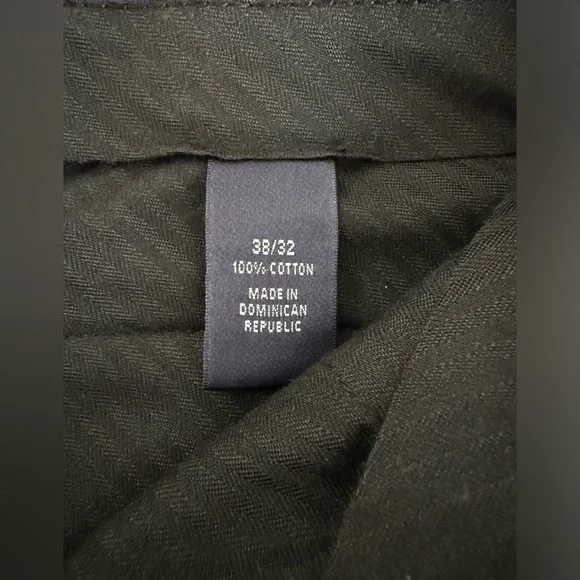 38/32
100% COTTON
MADE IN
DOMINICAN
REPUBLIC